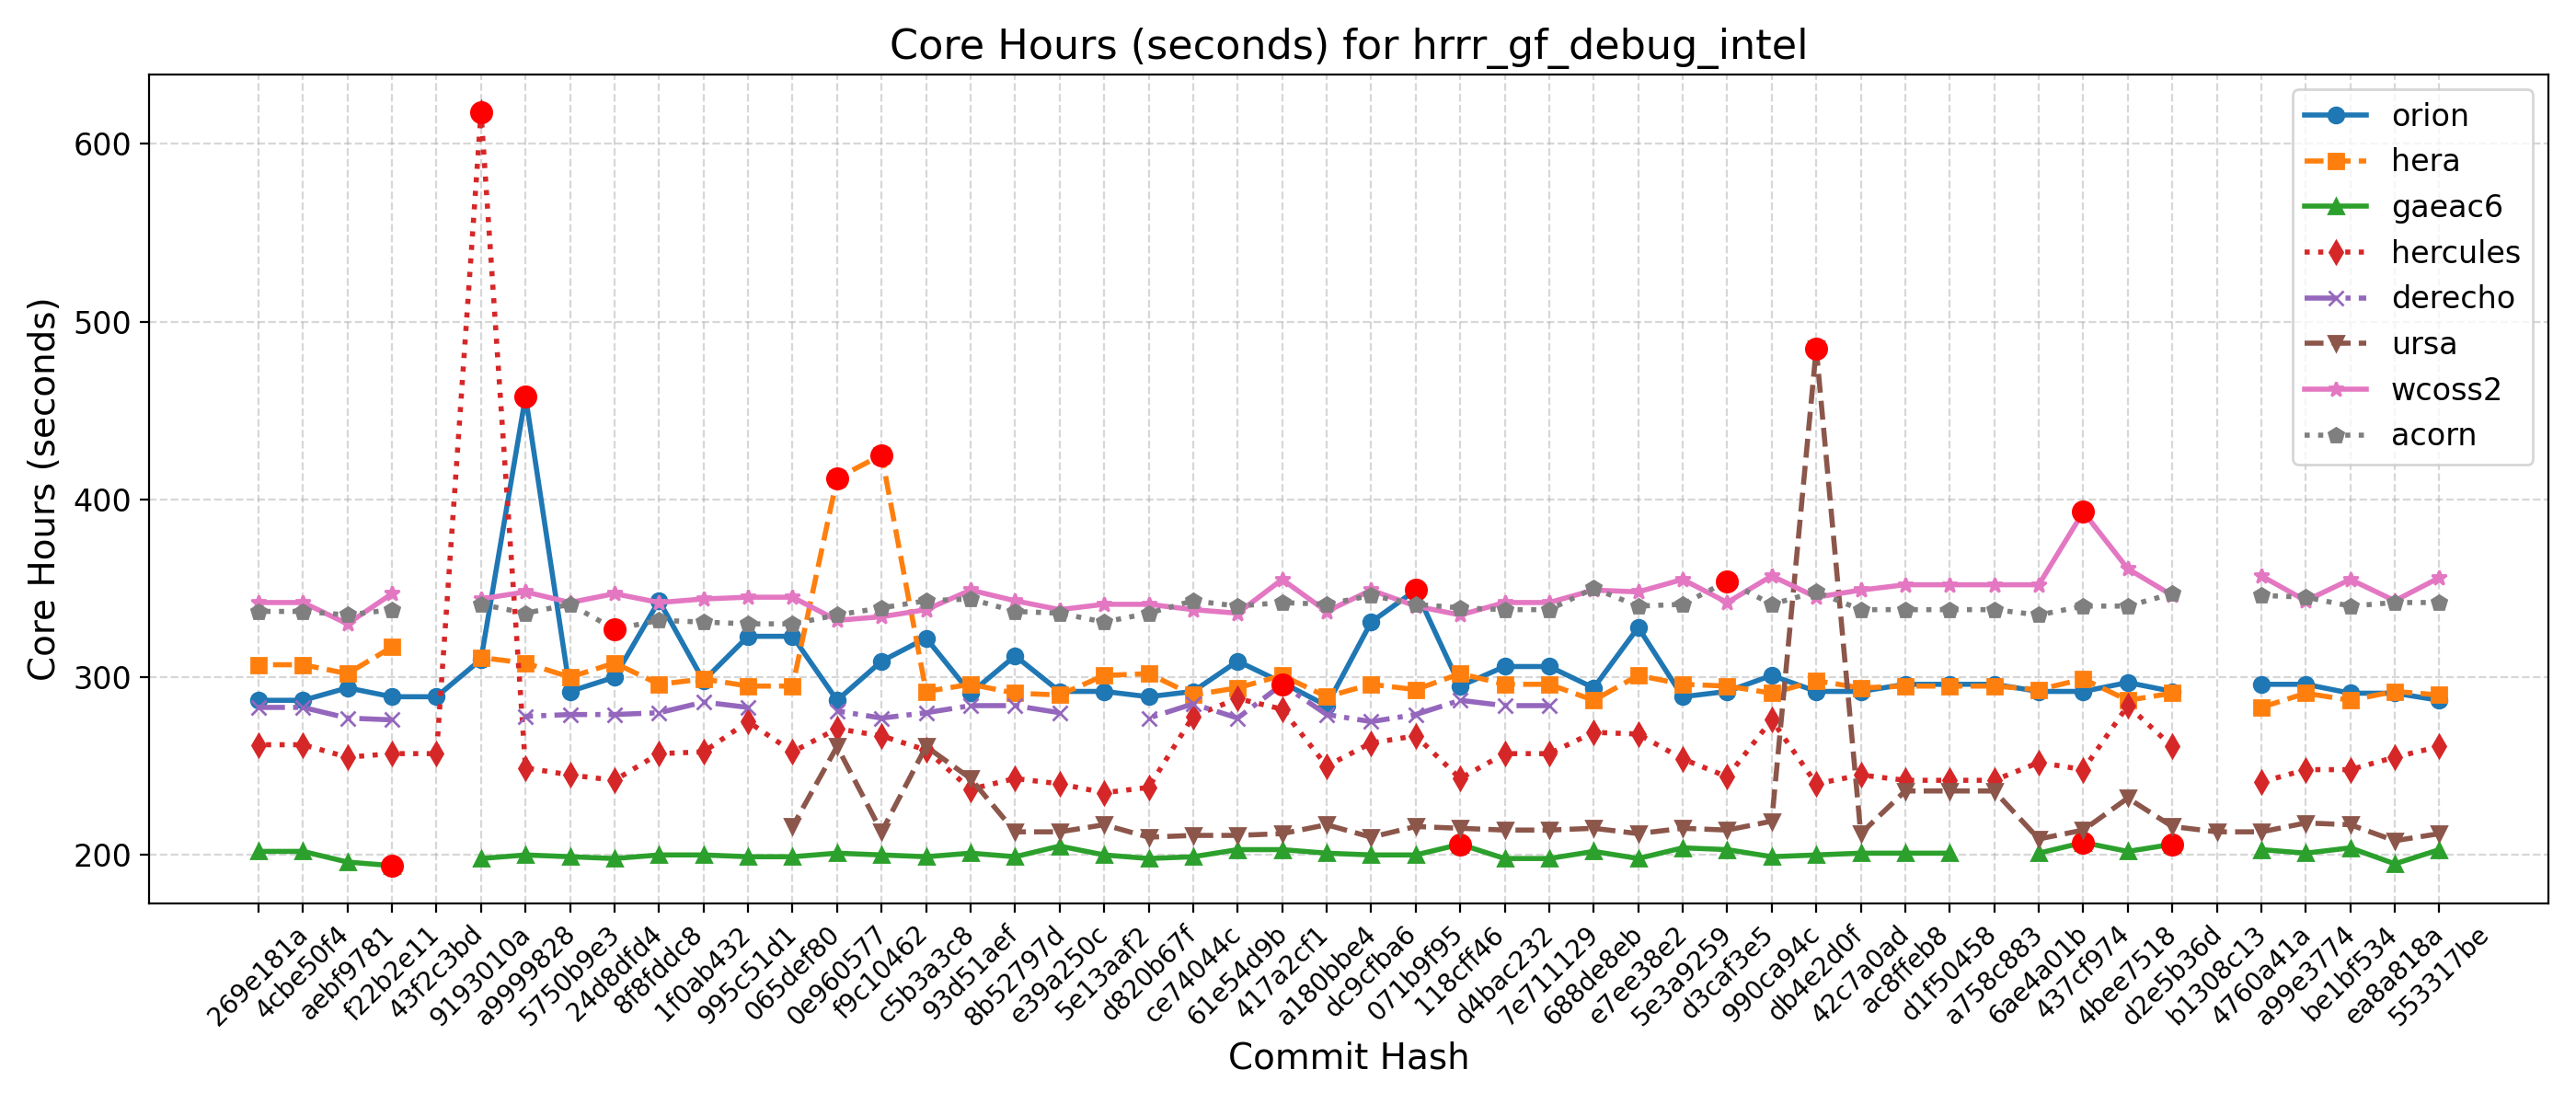 Core Hours (seconds) for hrrr_gf_debug_intel
Core Hours (seconds)
600
500
400
300
200
orion
hera
gaeac6
hercules
derecho
ursa
wcoss2
acorn
269e181a
4cbe50f4
aebf9781
f22b2e11
43f2c3bd
9193010a
a9999828
5750b9e3
24d8dfd4
8f8fddc8
1f0ab432
995c51d1
065def80
0e960577
f9c10462
c5b3a3c8
93d51aef
8b52797d
e39a250c
5e13aaf2
d820b67f
ce74044c
61e54d9b
417a2cf1
a180bbe4
dc9cfba6
071b9f95
118cff46
d4bac232
7e711129
688de8eb
e7ee38e2
5e3a9259
d3caf3e5
990ca94c
db4e2d0f
42c7a0ad
ac8ffeb8
d1f50458
a758c883
6ae4a01b
437cf974
4bee7518
d2e5b36d
b1308c13
4760a41a
a99e3774
be1bf534
ea8a818a
553317be
Commit Hash